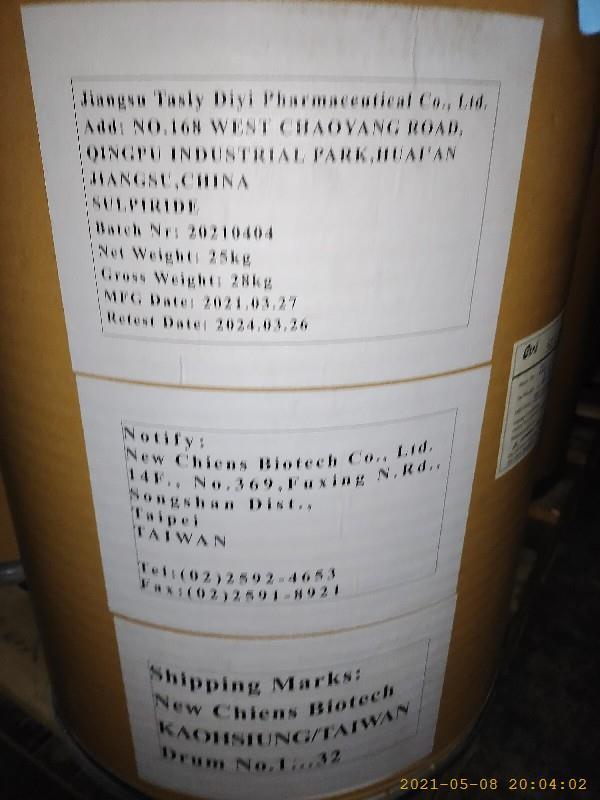 Jiangsu Tasly Diyi Pharmaceutical Co., Ltd.
Add: NO.168 WEST CHAOYANG ROAD,
QINGPU INDUSTRIAL PARK,HUAI'AN
JIANGSU,CHINA
SULPIRIDE
Batch Nr: 20210404
Net Weight: 25kg
Gross Weight: 28kg
MFG Date: 2021.03.27
Retest Date: 2024.03.26
Notify:
New Chiens Biotech Co., Ltd.
14F., No.369,Fuxing N.Rd.,
Songshan Dist.,
Taipei
TAIWAN
Tel:(02)2592-4653
Fax:(02)2591-8921
Shipping Marks:
New Chiens Biotech
KAOHSIUNG/TAIWAN
Drum No.1...32
2021-05-08 20:04:02